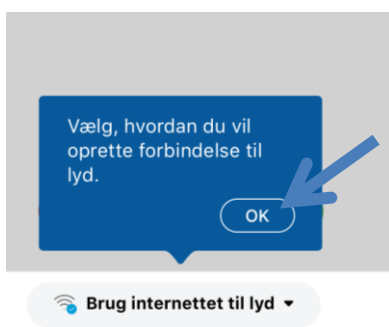 Vælg, hvordan du vil
oprette forbindelse til
lyd.
OK
Brug internettet til lyd